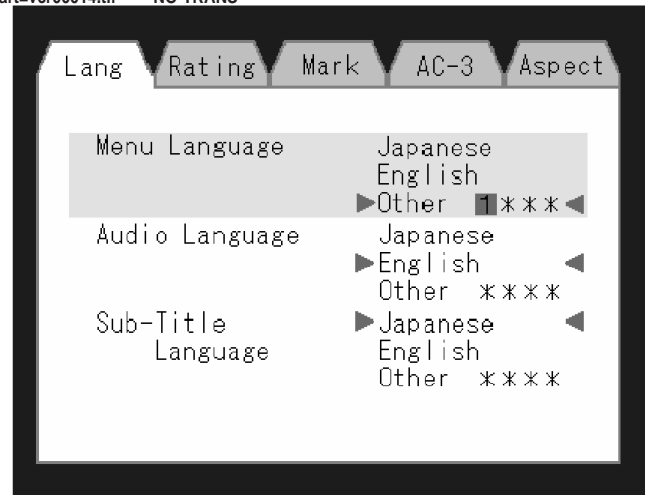 Lang Rating Mark AC-3 Aspect
Menu Language Japanese
English
▶Other 1***◀
Audio Language Japanese
▶English ◀
Other ****
Sub-Title ▶Japanese ◀
Language English
Other ****